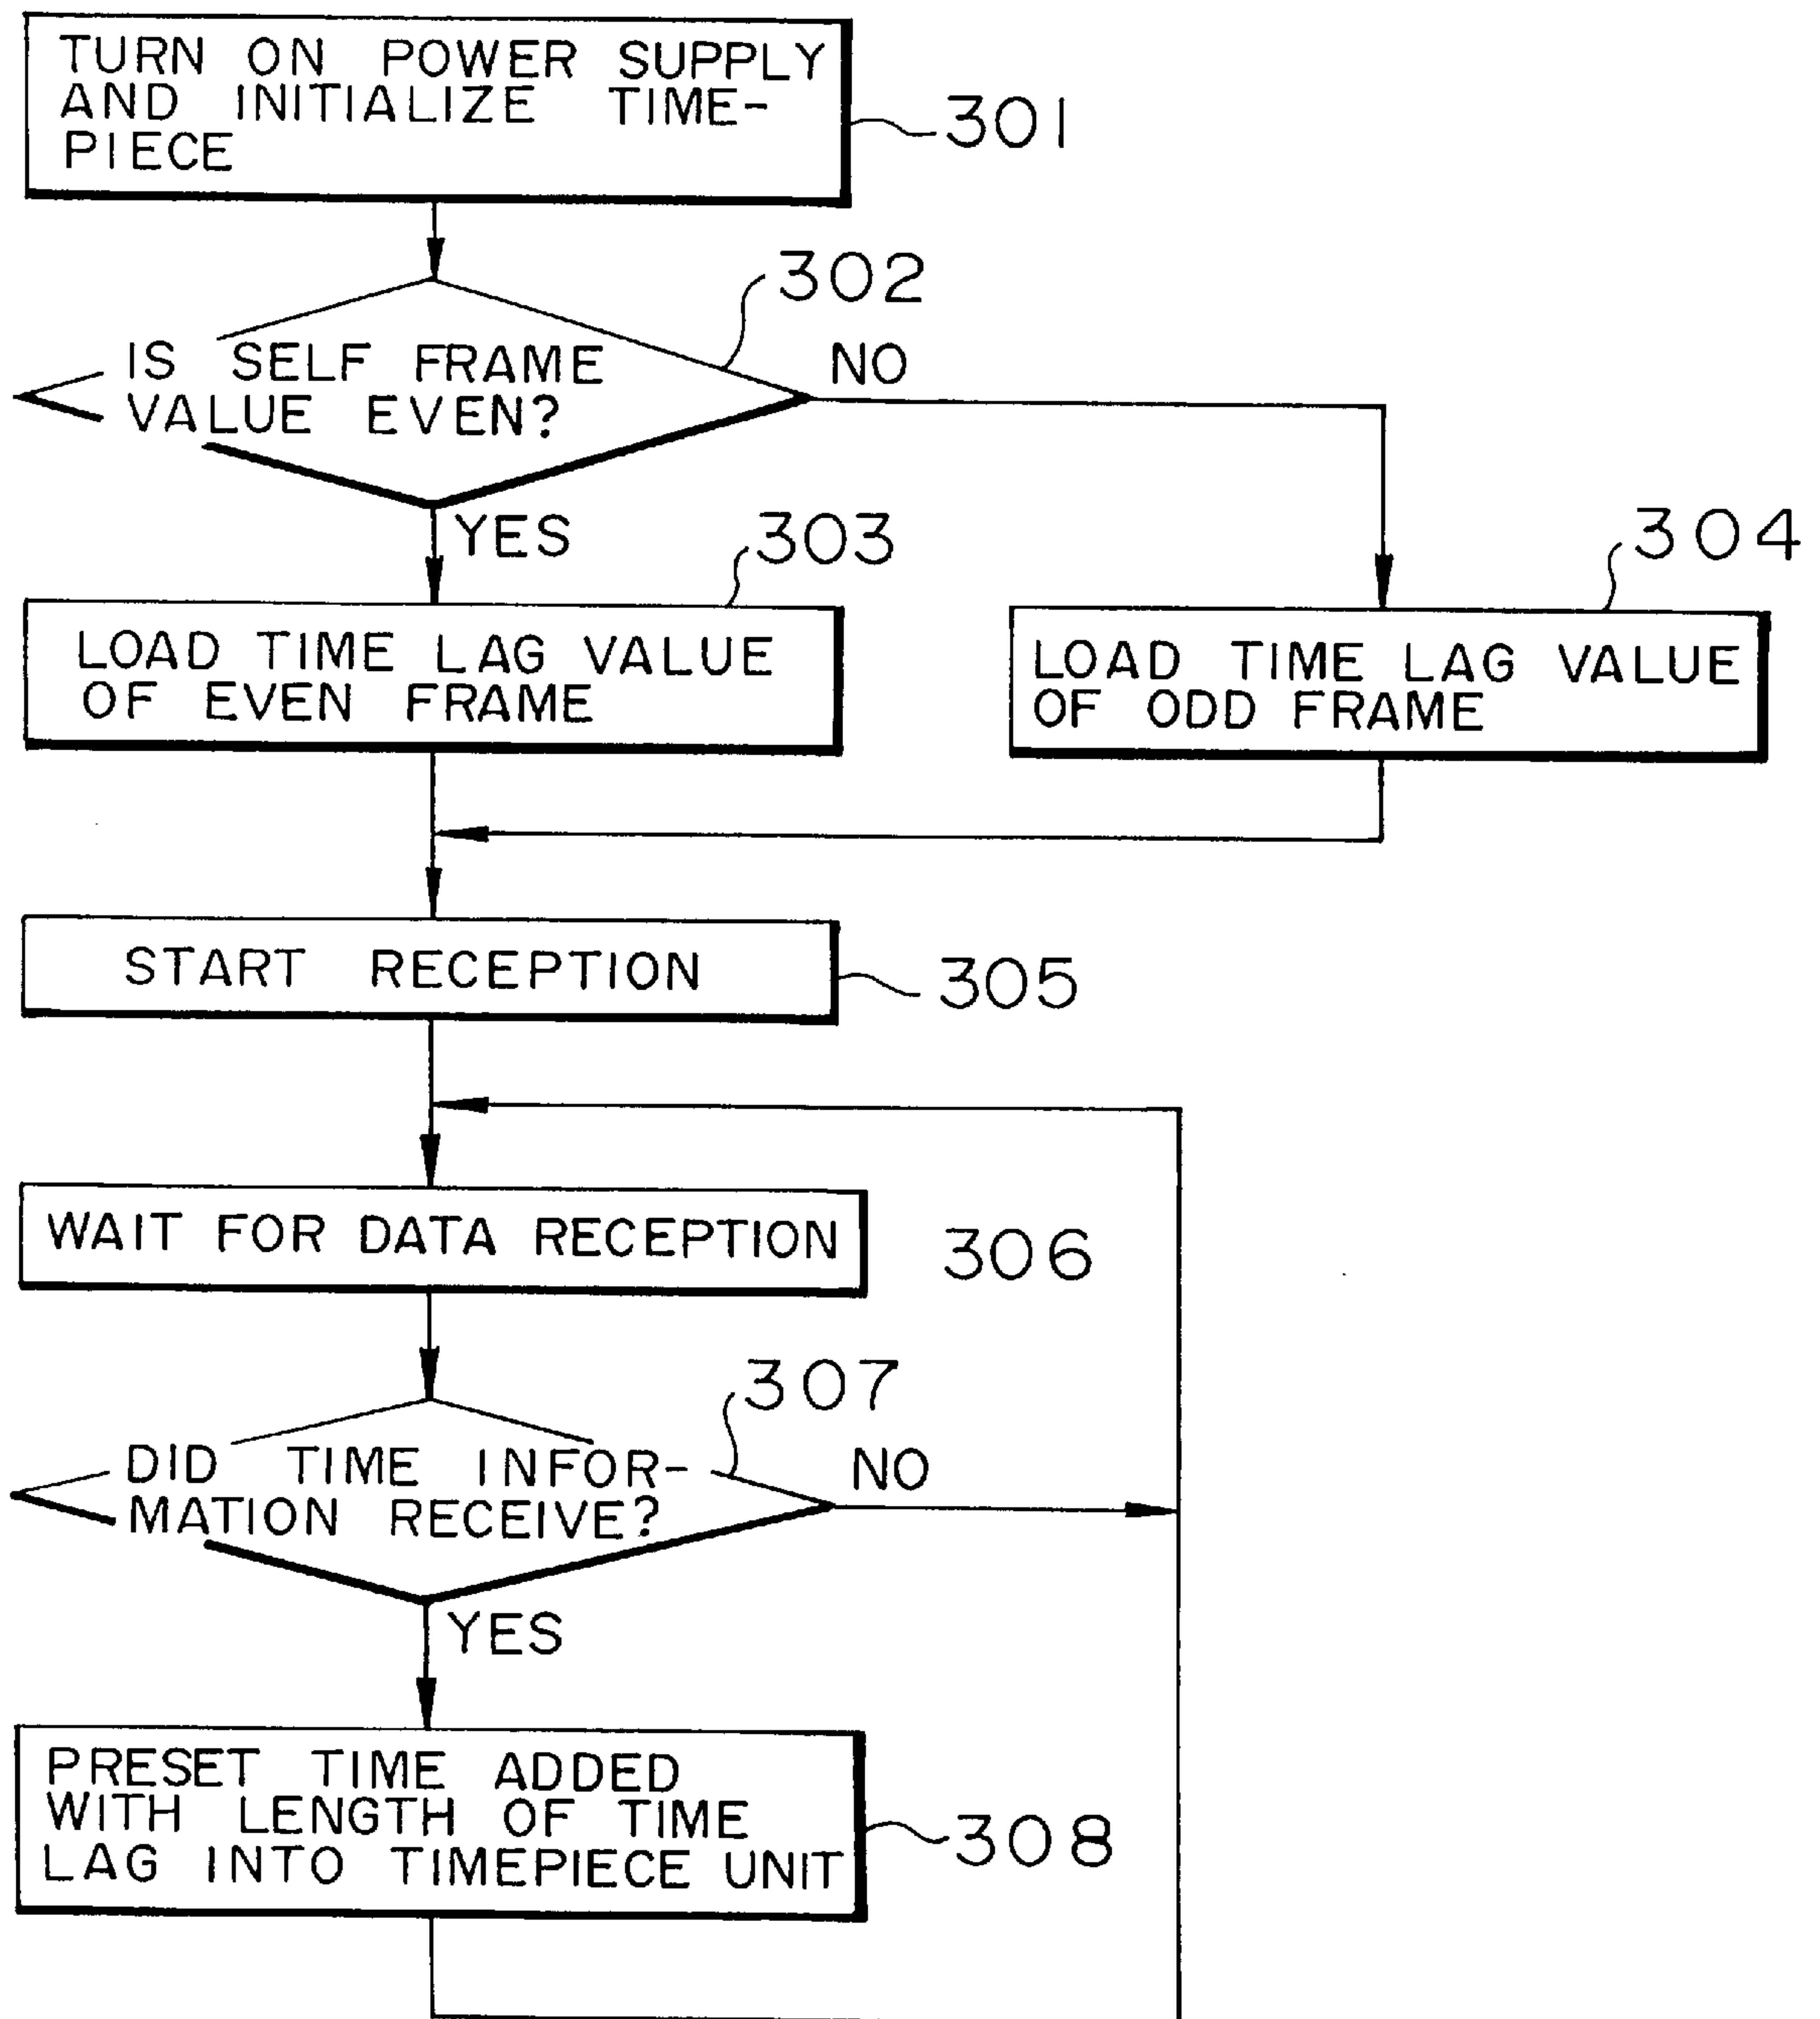 TURN ON POWER SUPPLY
AND INITIALIZE TIME-
PIECE
301
302
IS SELF FRAME
VALUE EVEN?
NO
YES
303
304
LOAD TIME LAG VALUE
OF EVEN FRAME
LOAD TIME LAG VALUE
OF ODD FRAME
START RECEPTION
305
WAIT FOR DATA RECEPTION
306
307
DID TIME INFOR-
MATION RECEIVE?
NO
YES
PRESET TIME ADDED
WITH LENGTH OF TIME
LAG INTO TIMEPIECE UNIT
308